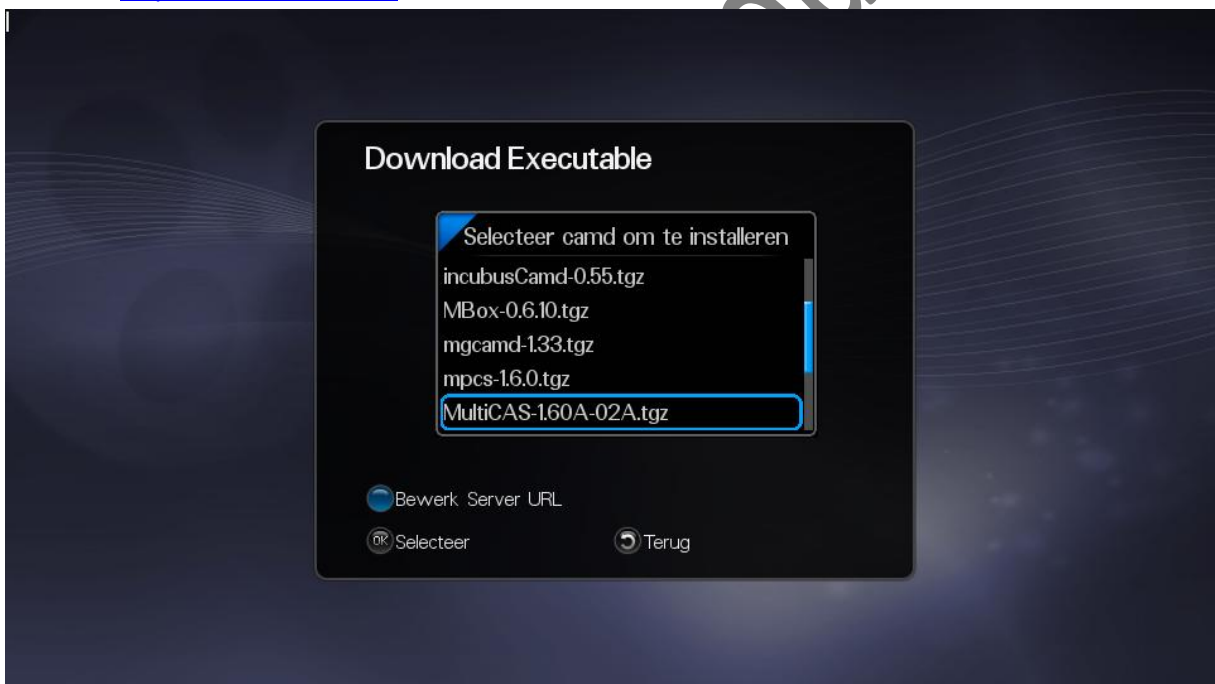 Download Executable
Selecteer camd om te installeren
incubusCamd-0.55.tgz
MBox-0.6.10.tgz
mgcamd-1.33.tgz
mpcs-1.6.0.tgz
MultiCAS-1.60A-02A.tgz
Bewerk Server URL
OK Selecteer
Terug